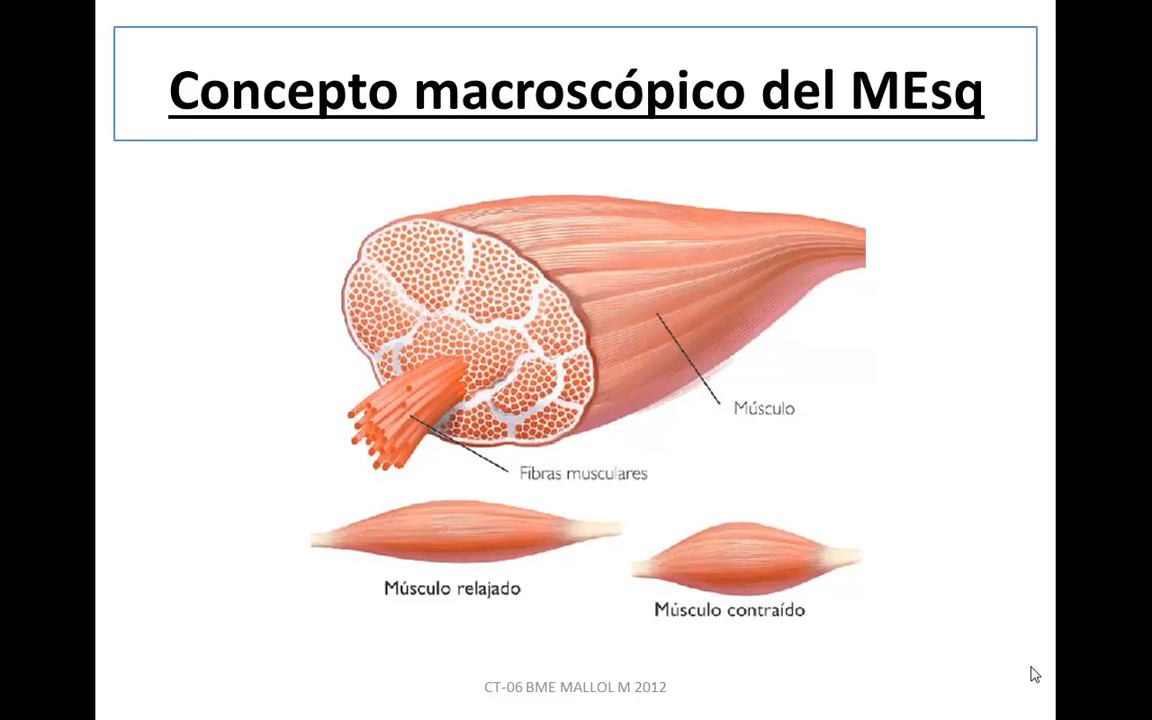 Concepto macroscópico del MEsq
Músculo
Fibras musculares
Músculo relajado
Músculo contraído
CT-06 BME MALLOL M 2012